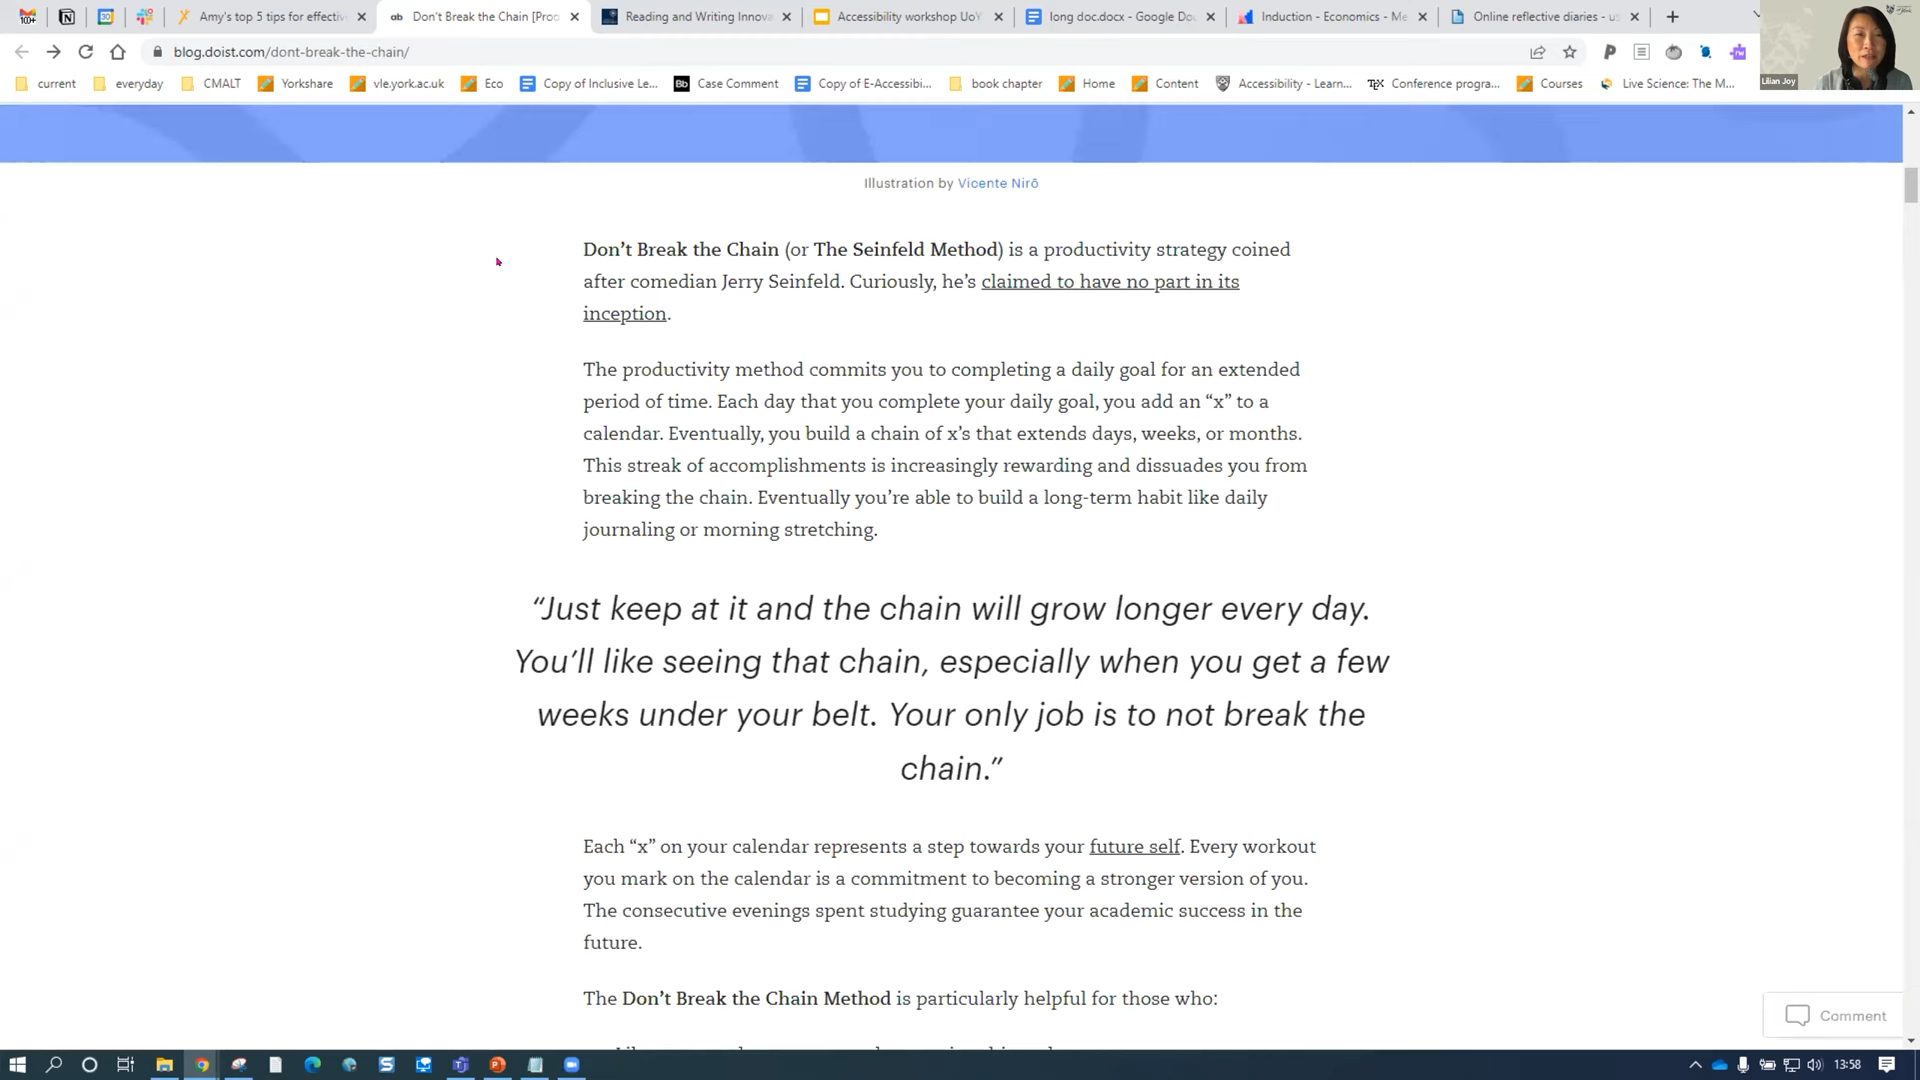 10+
30
Amy's top 5 tips for effectiv
Don't Break the Chain [Proc
Reading and Writing Innova
Accessibility workshop UoY
long doc.docx - Google Do
Induction - Economics - Me
Online reflective diaries - us
blog.doist.com/dont-break-the-chain/
current
everyday
CMALT
Yorkshare
vle.york.ac.uk
Eco
Copy of Inclusive Le...
Bb Case Comment
Copy of E-Accessibi...
book chapter
Home
Content
Accessibility - Learn...
Conference progra...
Courses
Live Science: The M...
Lilian Joy
Illustration by Vicente Nirō
Don’t Break the Chain (or The Seinfeld Method) is a productivity strategy coined
after comedian Jerry Seinfeld. Curiously, he’s claimed to have no part in its
inception.
The productivity method commits you to completing a daily goal for an extended
period of time. Each day that you complete your daily goal, you add an “x” to a
calendar. Eventually, you build a chain of x’s that extends days, weeks, or months.
This streak of accomplishments is increasingly rewarding and dissuades you from
breaking the chain. Eventually you’re able to build a long-term habit like daily
journaling or morning stretching.
“Just keep at it and the chain will grow longer every day.
You’ll like seeing that chain, especially when you get a few
weeks under your belt. Your only job is to not break the
chain.”
Each “x” on your calendar represents a step towards your future self. Every workout
you mark on the calendar is a commitment to becoming a stronger version of you.
The consecutive evenings spent studying guarantee your academic success in the
future.
The Don’t Break the Chain Method is particularly helpful for those who:
Comment
13:58